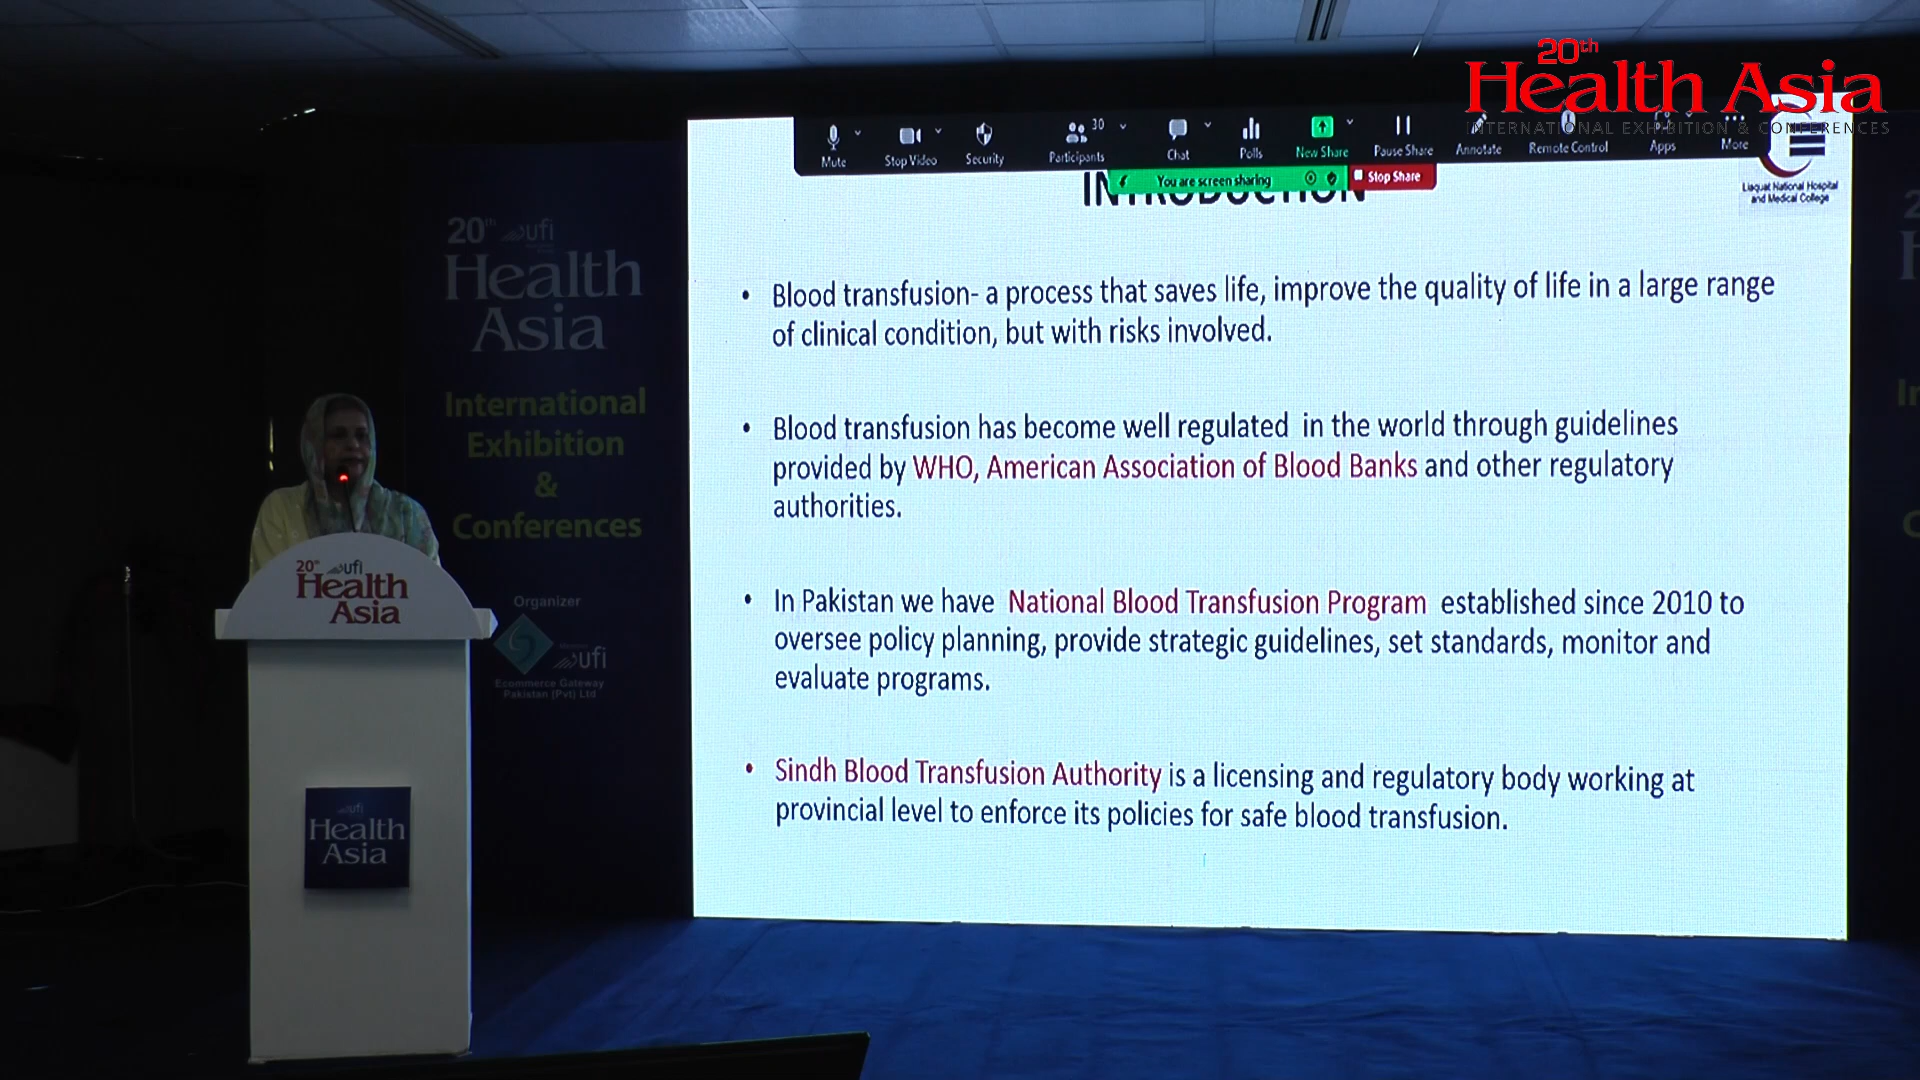 20th
Health Asia
INTERNATIONAL EXHIBITION & CONFERENCES
Mute
Stop Video
Security
30
Participants
Chat
Polls
New Share
Pause Share
Annotate
Remote Control
Apps
More
You are screen sharing
Stop Share
INTRODUCTION
Liaquat National Hospital
and Medical College
• Blood transfusion- a process that saves life, improve the quality of life in a large range
of clinical condition, but with risks involved.
• Blood transfusion has become well regulated in the world through guidelines
provided by WHO, American Association of Blood Banks and other regulatory
authorities.
• In Pakistan we have National Blood Transfusion Program established since 2010 to
oversee policy planning, provide strategic guidelines, set standards, monitor and
evaluate programs.
• Sindh Blood Transfusion Authority is a licensing and regulatory body working at
provincial level to enforce its policies for safe blood transfusion.
20th ufi
Health
Asia
International
Exhibition
&
Conferences
Organizer
ufi
Ecommerce Gateway
Pakistan (Pvt) Ltd
20th ufi
Health
Asia
ufi
Health
Asia